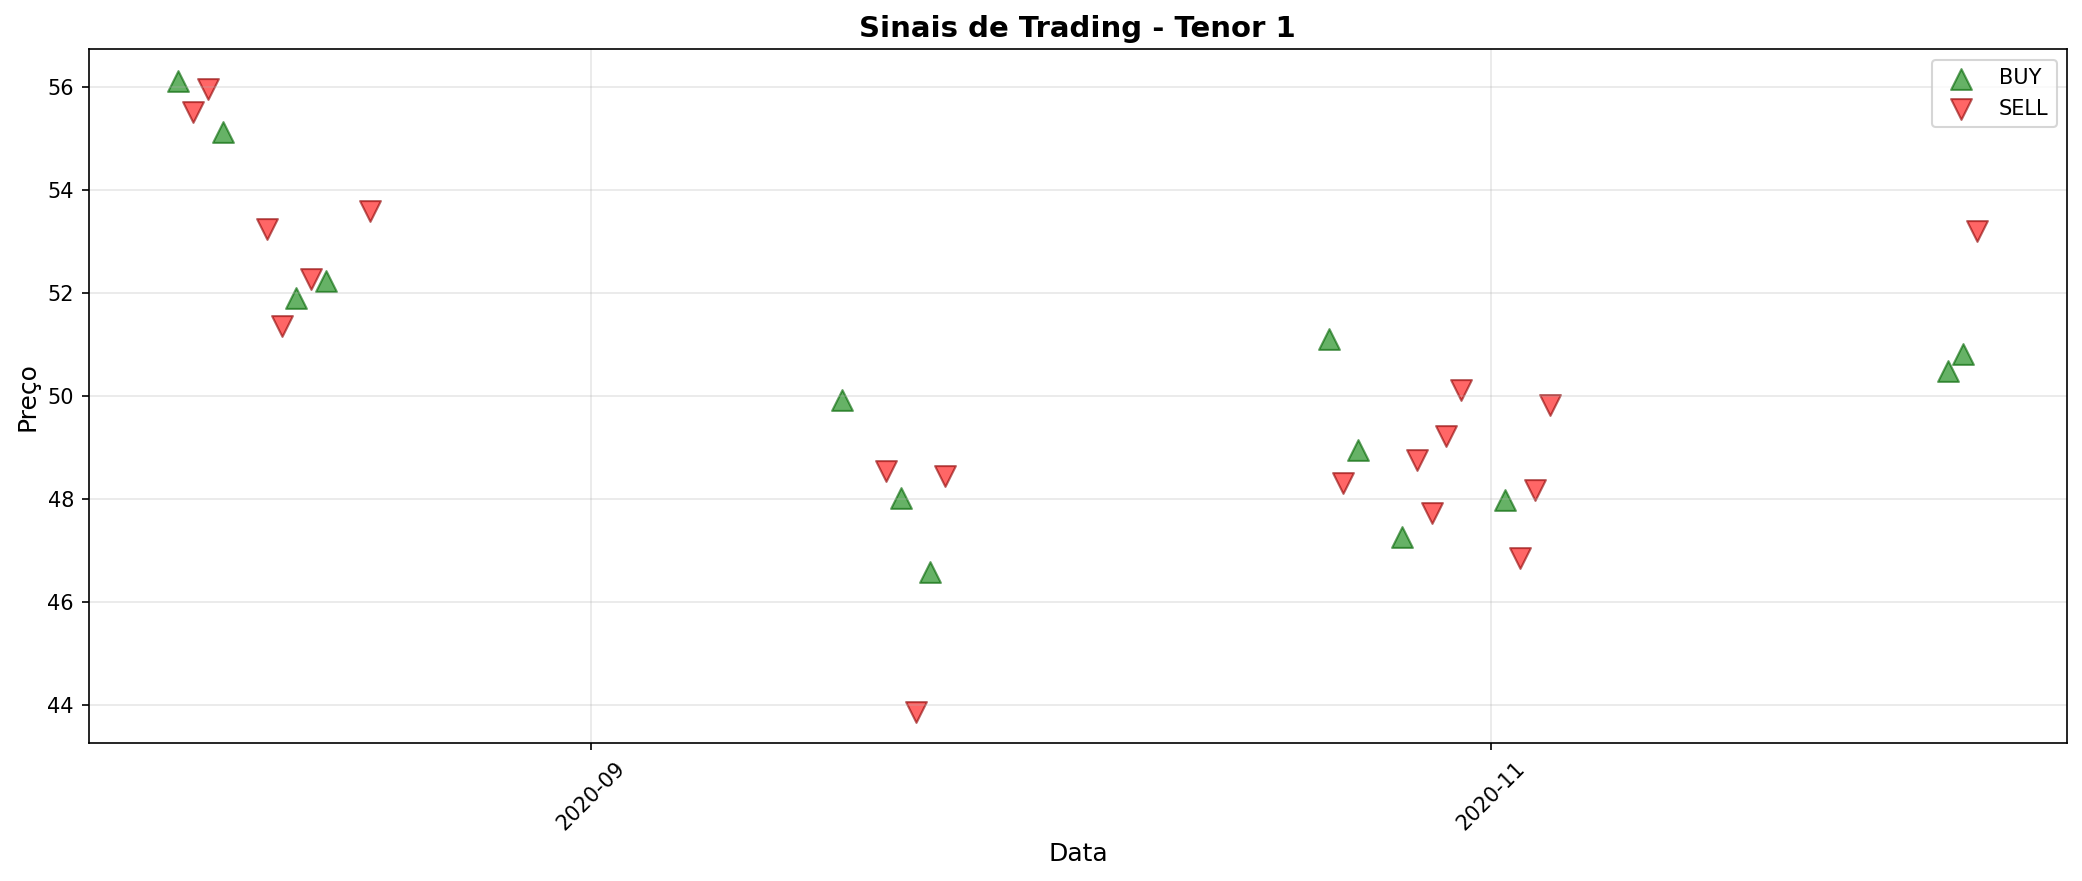 Sinais de Trading - Tenor 1
BUY
SELL
Preço
56
54
52
50
48
46
44
2020-09
2020-11
Data